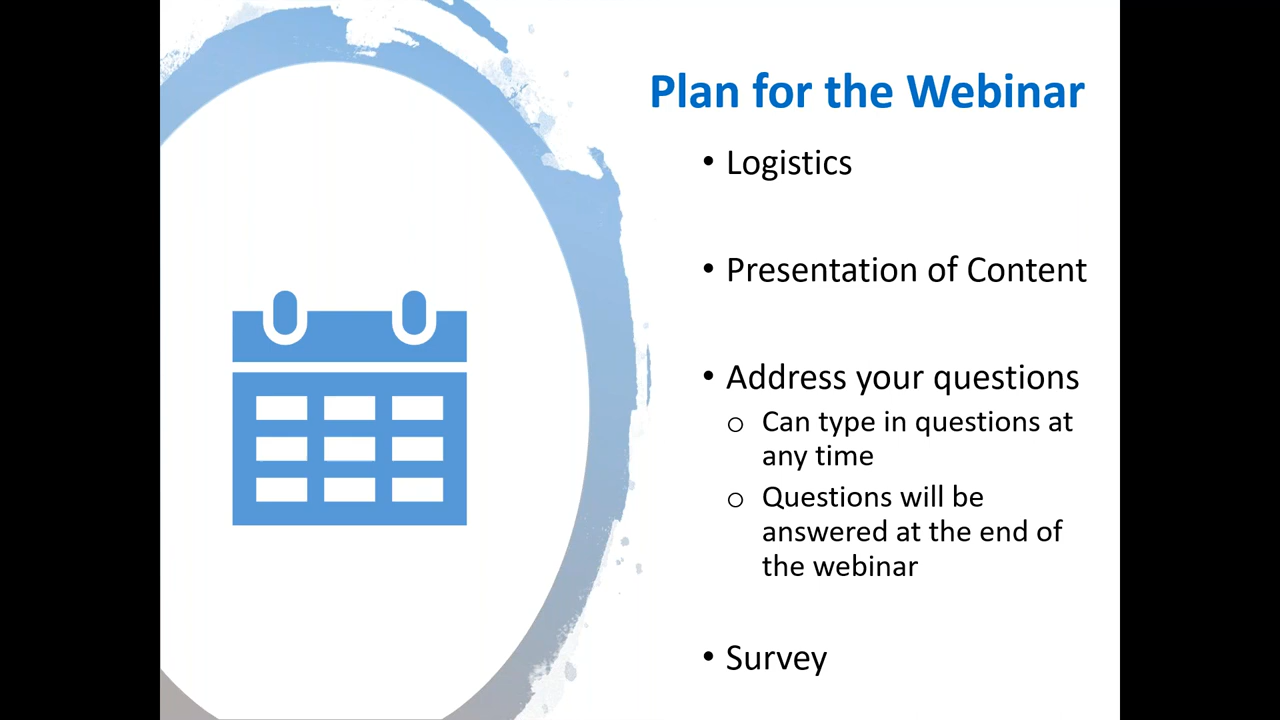 Plan for the Webinar
• Logistics
• Presentation of Content
• Address your questions
o Can type in questions at
any time
o Questions will be
answered at the end of
the webinar
• Survey